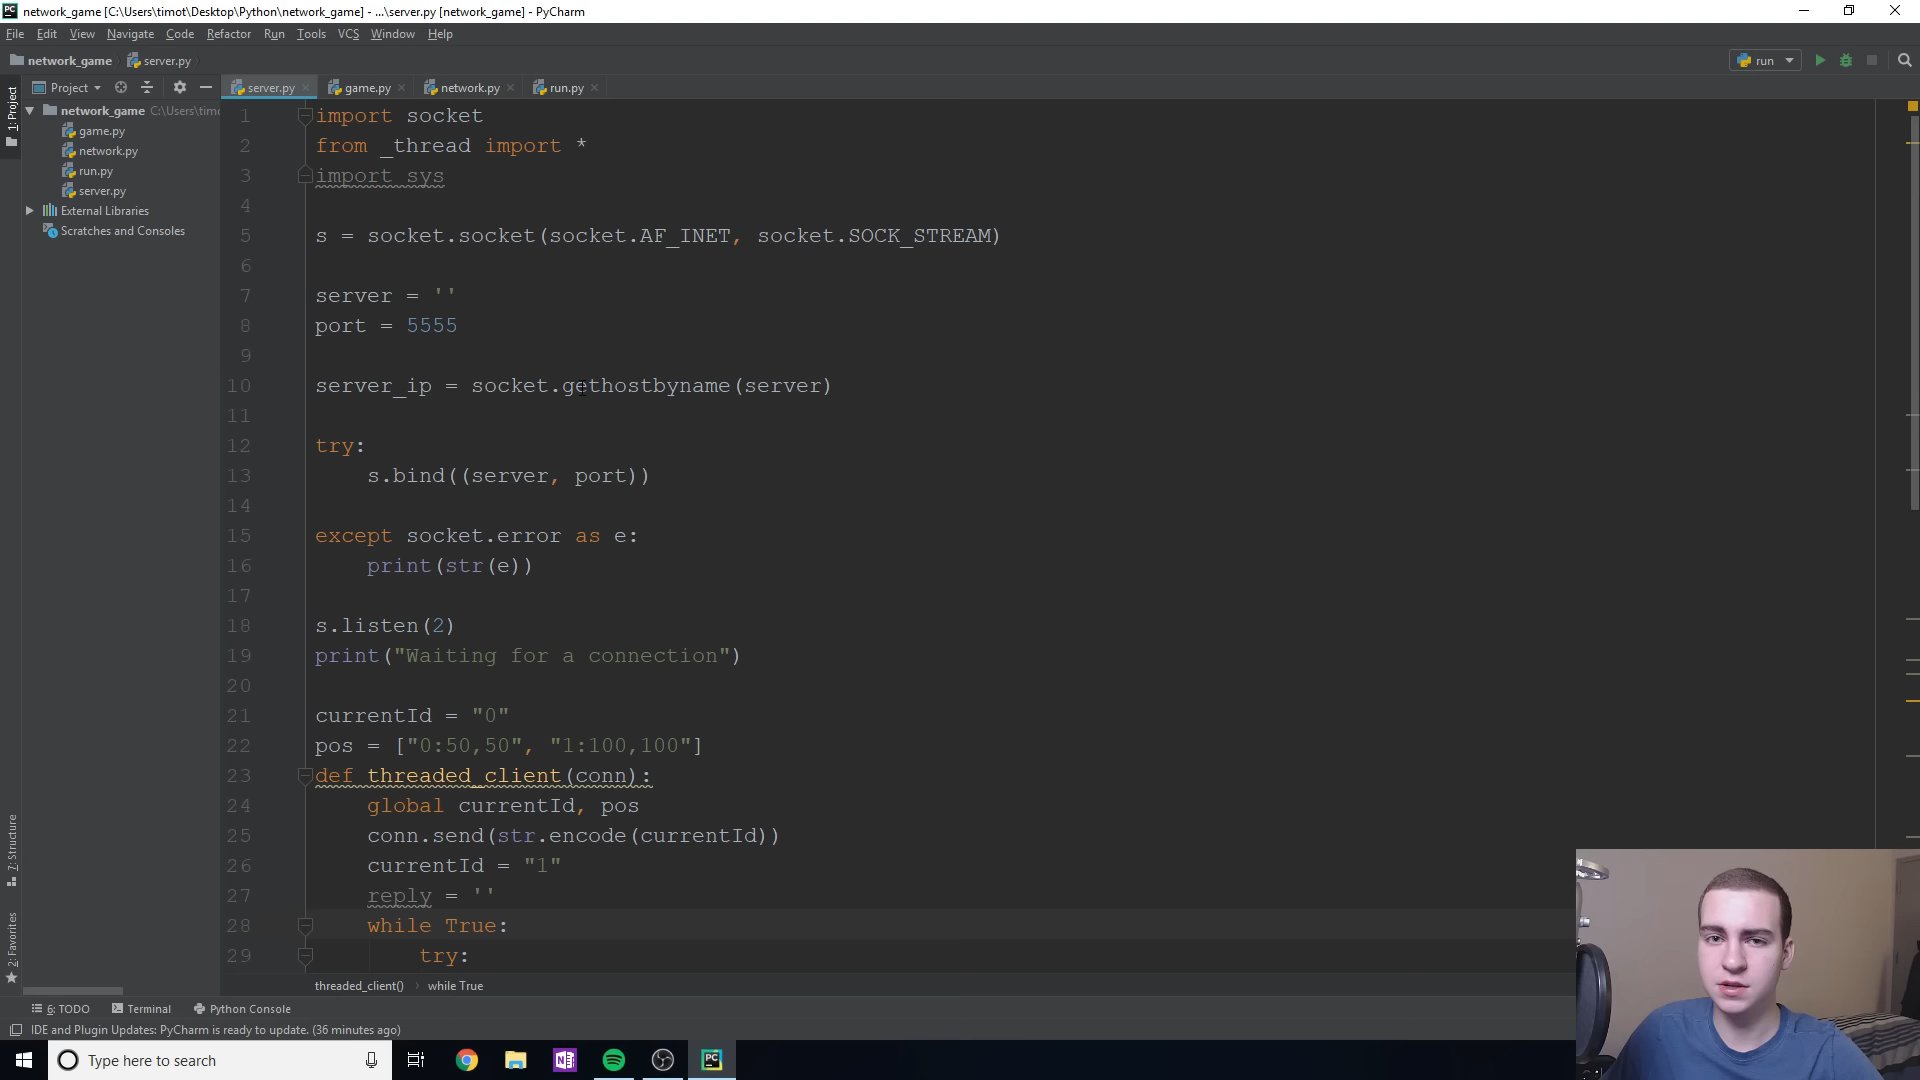 network_game [C:\Users\timot\Desktop\Python\network_game] - ...\server.py [network_game] - PyCharm
File Edit View Navigate Code Refactor Run Tools VCS Window Help
network_game server.py run
Project server.py game.py network.py run.py
1: Project
network_game C:\Users\timo
game.py
network.py
run.py
server.py
External Libraries
Scratches and Consoles
1 import socket
2 from _thread import *
3 import sys
4
5 s = socket.socket(socket.AF_INET, socket.SOCK_STREAM)
6
7 server = ''
8 port = 5555
9
10 server_ip = socket.gethostbyname(server)
11
12 try:
13 s.bind((server, port))
14
15 except socket.error as e:
16 print(str(e))
17
18 s.listen(2)
19 print("Waiting for a connection")
20
21 currentId = "0"
22 pos = ["0:50,50", "1:100,100"]
23 def threaded_client(conn):
24 global currentId, pos
25 conn.send(str.encode(currentId))
26 currentId = "1"
27 reply = ''
28 while True:
29 try:
7: Structure
2: Favorites
threaded_client() › while True
6: TODO Terminal Python Console
IDE and Plugin Updates: PyCharm is ready to update. (36 minutes ago)
Type here to search